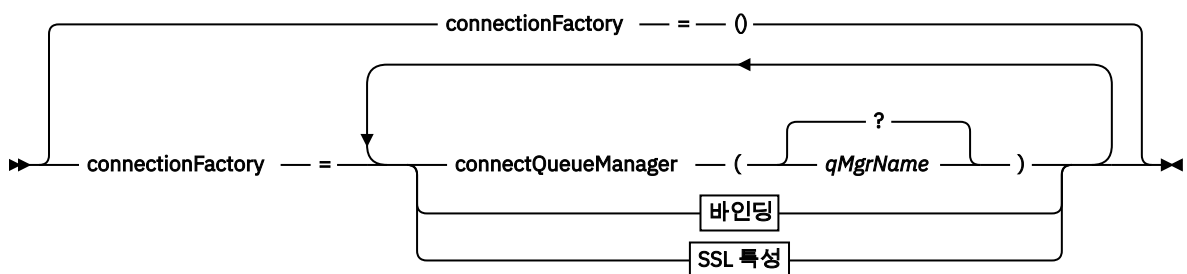 connectionFactory = ()
?
connectionFactory = connectQueueManager ( qMgrName )
바인딩
SSL 특성